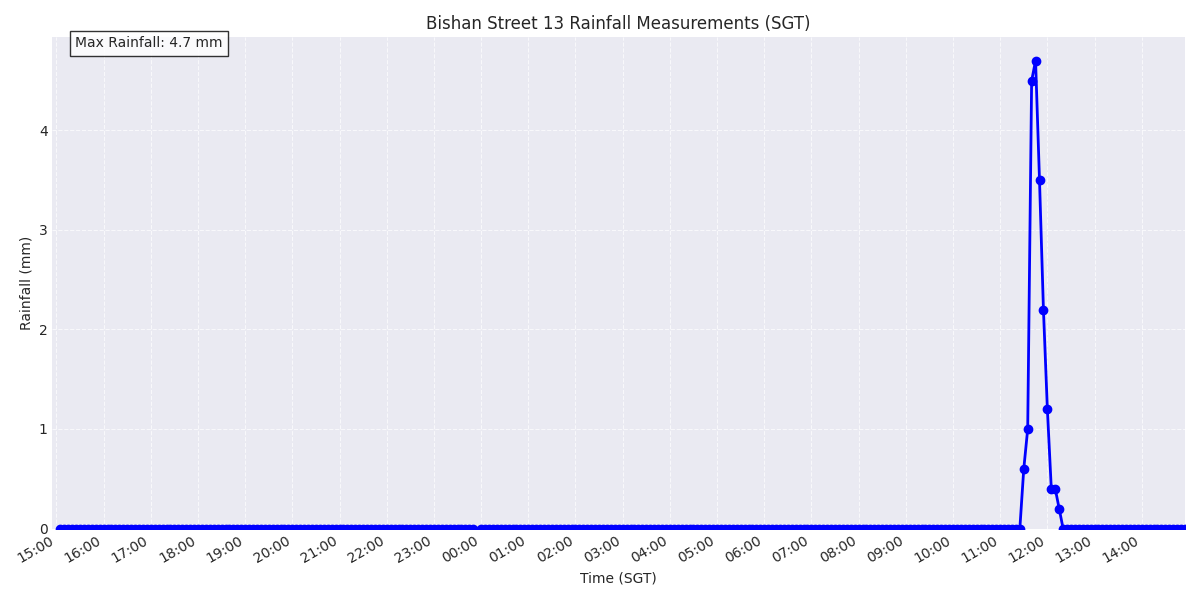 Bishan Street 13 Rainfall Measurements (SGT)
Max Rainfall: 4.7 mm
4
3
2
1
0
Rainfall (mm)
15:00 16:00 17:00 18:00 19:00 20:00 21:00 22:00 23:00 00:00 01:00 02:00 03:00 04:00 05:00 06:00 07:00 08:00 09:00 10:00 11:00 12:00 13:00 14:00
Time (SGT)